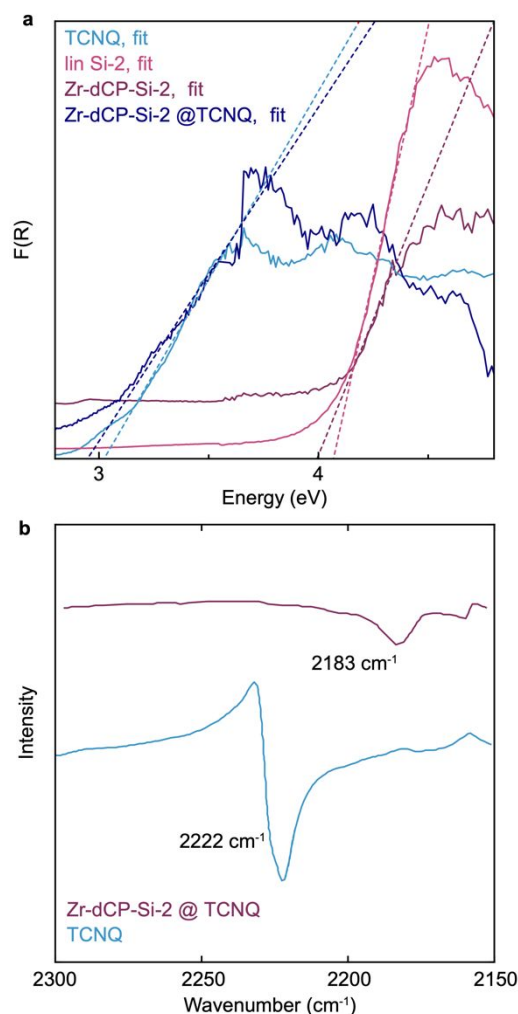 a
TCNQ, fit
lin Si-2, fit
Zr-dCP-Si-2, fit
Zr-dCP-Si-2 @TCNQ, fit
F(R)
3
4
Energy (eV)
b
2183 cm⁻¹
2222 cm⁻¹
Intensity
Zr-dCP-Si-2 @ TCNQ
TCNQ
2300
2250
2200
2150
Wavenumber (cm⁻¹)